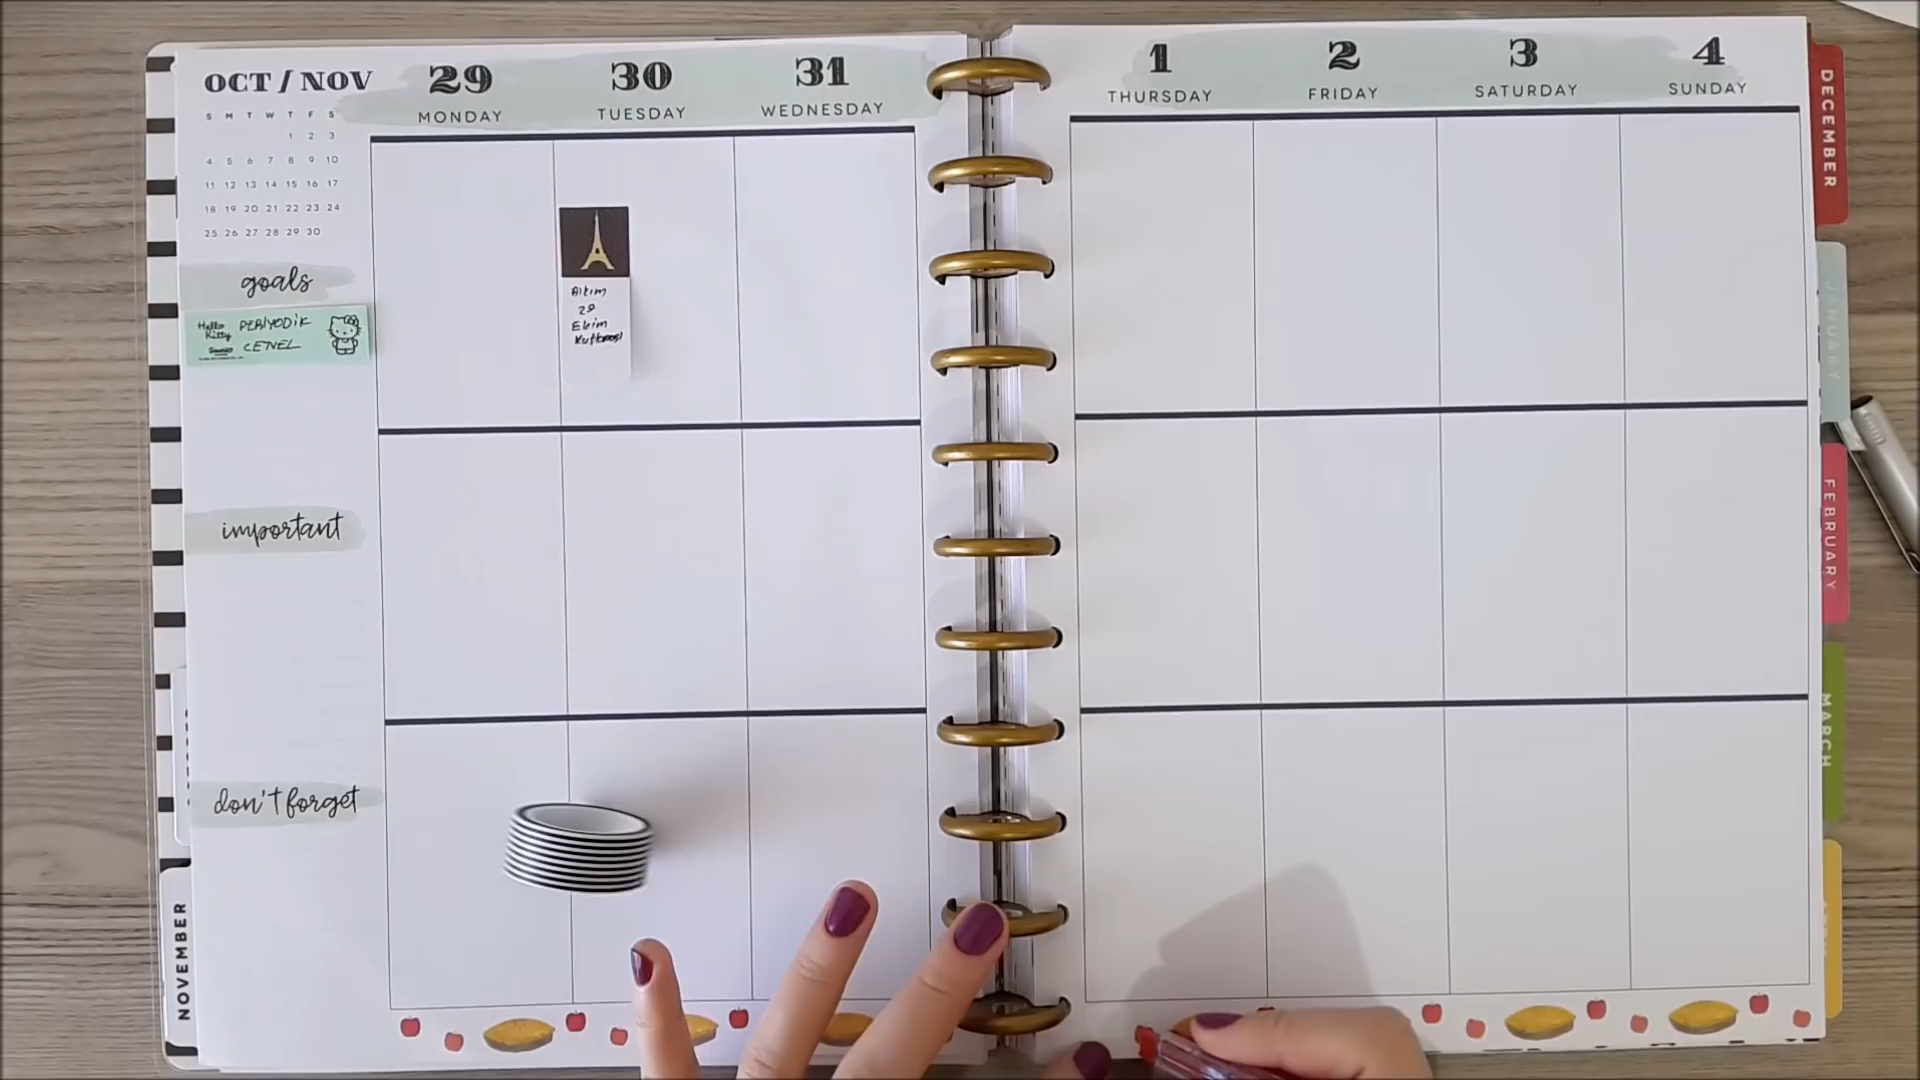 OCT / NOV
S M T W T F S
1 2 3
4 5 6 7 8 9 10
11 12 13 14 15 16 17
18 19 20 21 22 23 24
25 26 27 28 29 30
goals
Hello
Kitty
PERİYODİK
CETVEL
important
don't forget
NOVEMBER
29
MONDAY
30
TUESDAY
31
WEDNESDAY
29
Ekim
1
THURSDAY
2
FRIDAY
3
SATURDAY
4
SUNDAY
DECEMBER
JANUARY
FEBRUARY
MARCH